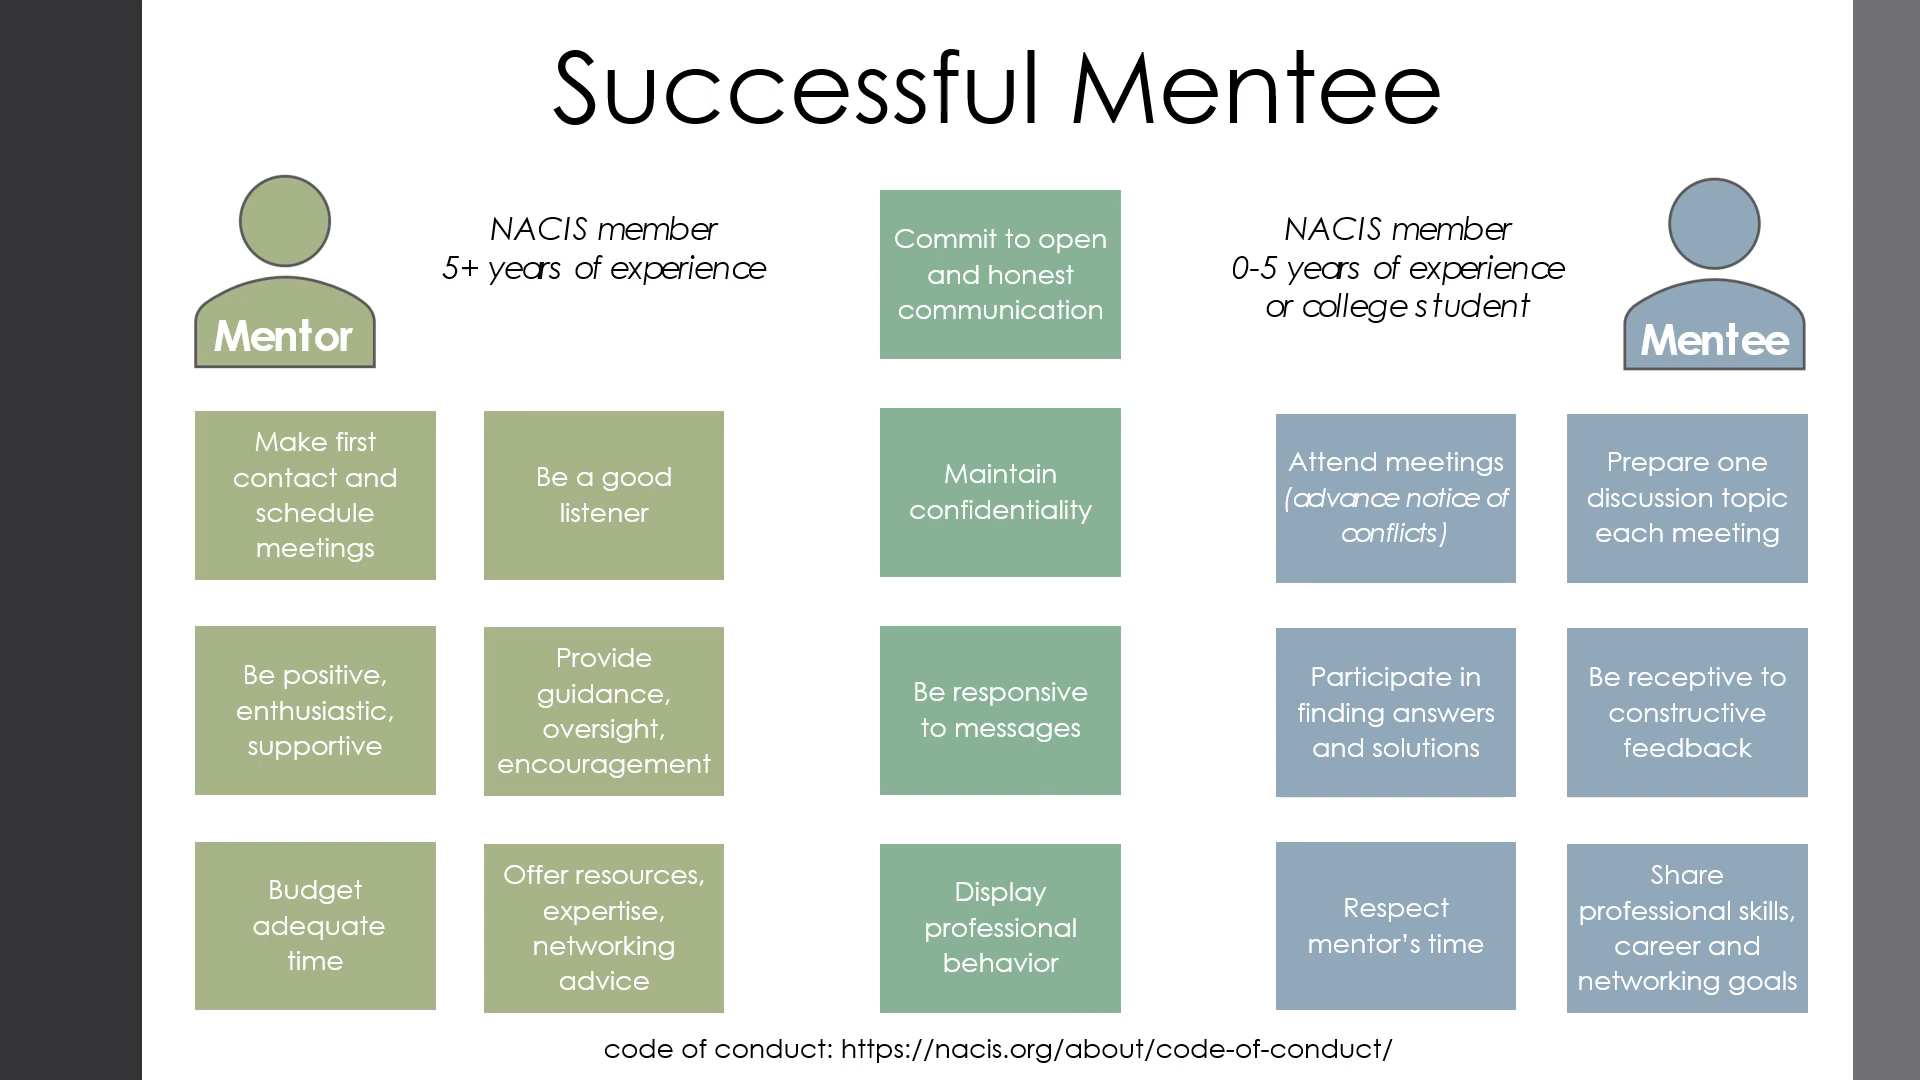 Successful Mentee
Mentor
NACIS member
5+ years of experience
Commit to open
and honest
communication
NACIS member
0-5 years of experience
or college student
Mentee
Make first
contact and
schedule
meetings
Be a good
listener
Maintain
confidentiality
Attend meetings
(advance notice of
conflicts)
Prepare one
discussion topic
each meeting
Be positive,
enthusiastic,
supportive
Provide
guidance,
oversight,
encouragement
Be responsive
to messages
Participate in
finding answers
and solutions
Be receptive to
constructive
feedback
Budget
adequate
time
Offer resources,
expertise,
networking
advice
Display
professional
behavior
Respect
mentor’s time
Share
professional skills,
career and
networking goals
code of conduct: https://nacis.org/about/code-of-conduct/